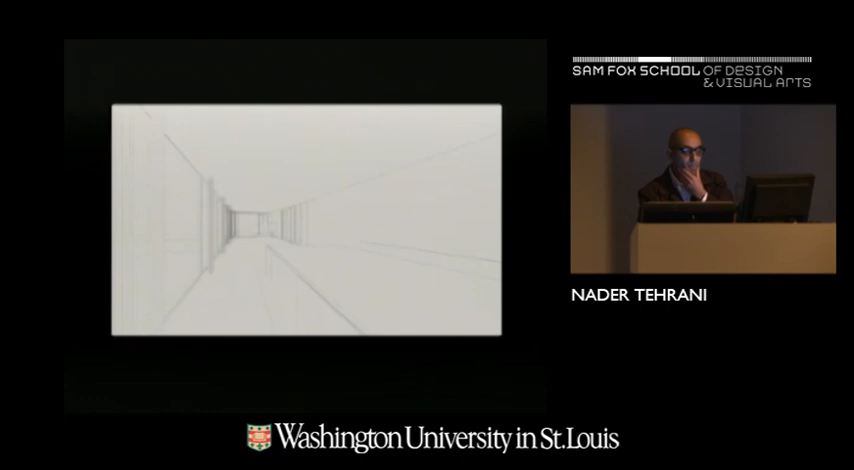 SAM FOX SCHOOL OF DESIGN
& VISUAL ARTS
NADER TEHRANI
Washington University in St. Louis